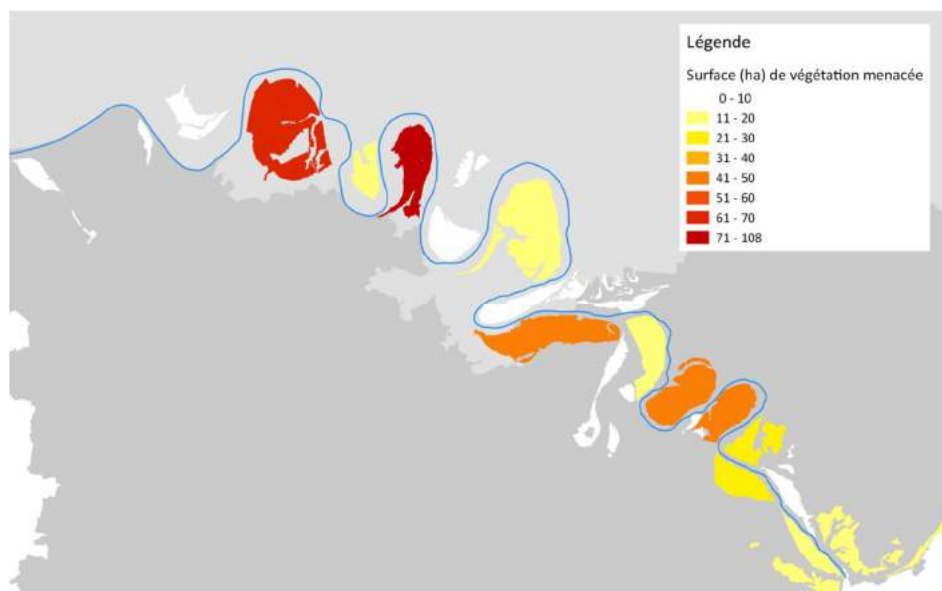 Légende
Surface (ha) de végétation menacée
0 - 10
11 - 20
21 - 30
31 - 40
41 - 50
51 - 60
61 - 70
71 - 108